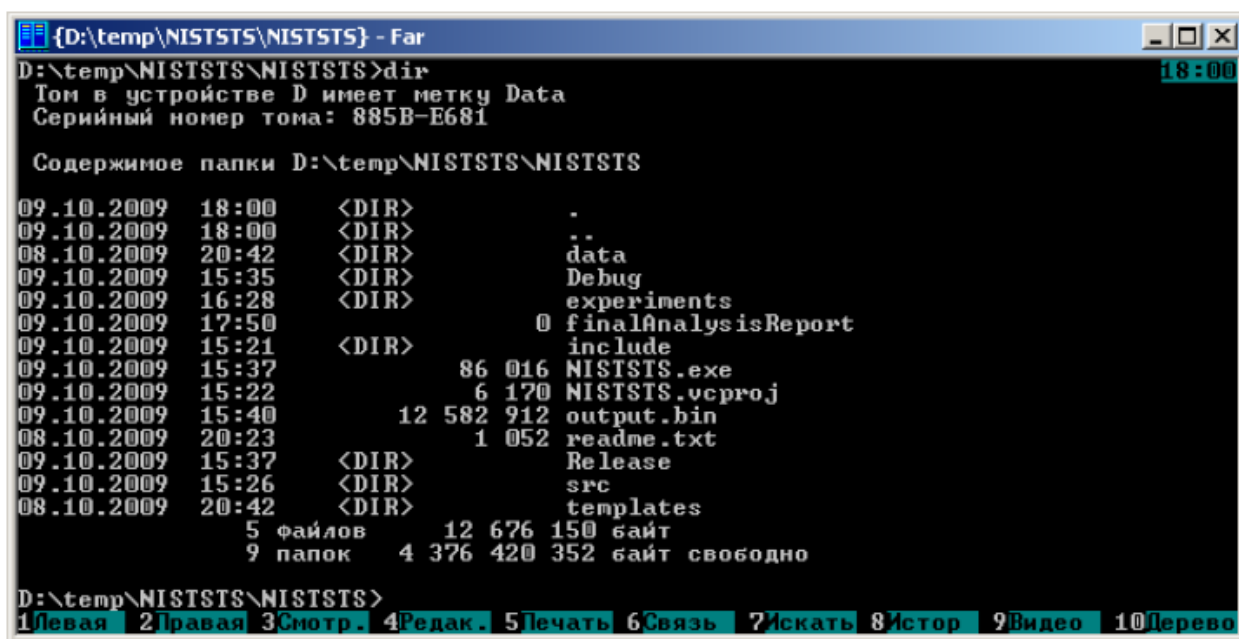 {D:\temp\NISTSTS\NISTSTS} - Far
D:\temp\NISTSTS\NISTSTS>dir 18:00
Том в устройстве D имеет метку Data
Серийный номер тома: 885B-E681
Содержимое папки D:\temp\NISTSTS\NISTSTS
09.10.2009 18:00 <DIR> .
09.10.2009 18:00 <DIR> ..
08.10.2009 20:42 <DIR> data
09.10.2009 15:35 <DIR> Debug
09.10.2009 16:28 <DIR> experiments
09.10.2009 17:50 0 finalAnalysisReport
09.10.2009 15:21 <DIR> include
09.10.2009 15:37 86 016 NISTSTS.exe
09.10.2009 15:22 6 170 NISTSTS.vcproj
09.10.2009 15:40 12 582 912 output.bin
08.10.2009 20:23 1 052 readme.txt
09.10.2009 15:37 <DIR> Release
09.10.2009 15:26 <DIR> src
08.10.2009 20:42 <DIR> templates
5 файлов 12 676 150 байт
9 папок 4 376 420 352 байт свободно
D:\temp\NISTSTS\NISTSTS>
1Левая 2Правая 3Смотр. 4Редак. 5Печать 6Связь 7Искать 8Истор 9Видео 10Дерево